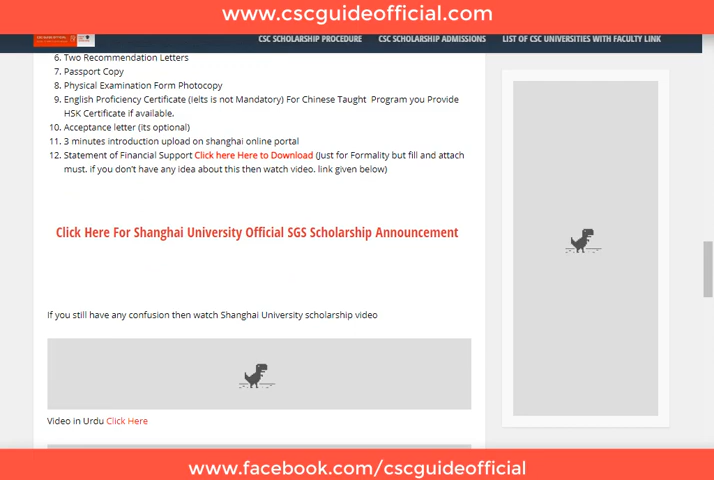 www.cscguideofficial.com
CSC SCHOLARSHIP PROCEDURE CSC SCHOLARSHIP ADMISSIONS LIST OF CSC UNIVERSITIES WITH FACULTY LINK
6. Two Recommendation Letters
7. Passport Copy
8. Physical Examination Form Photocopy
9. English Proficiency Certificate (ielts is not Mandatory) For Chinese Taught Program you Provide
HSK Certificate if available.
10. Acceptance letter (its optional)
11. 3 minutes introduction upload on shanghai online portal
12. Statement of Financial Support Click here Here to Download (Just for Formality but fill and attach
must. if you don't have any idea about this then watch video. link given below)
Click Here For Shanghai University Official SGS Scholarship Announcement
If you still have any confusion then watch Shanghai University scholarship video
Video in Urdu Click Here
www.facebook.com/cscguideofficial